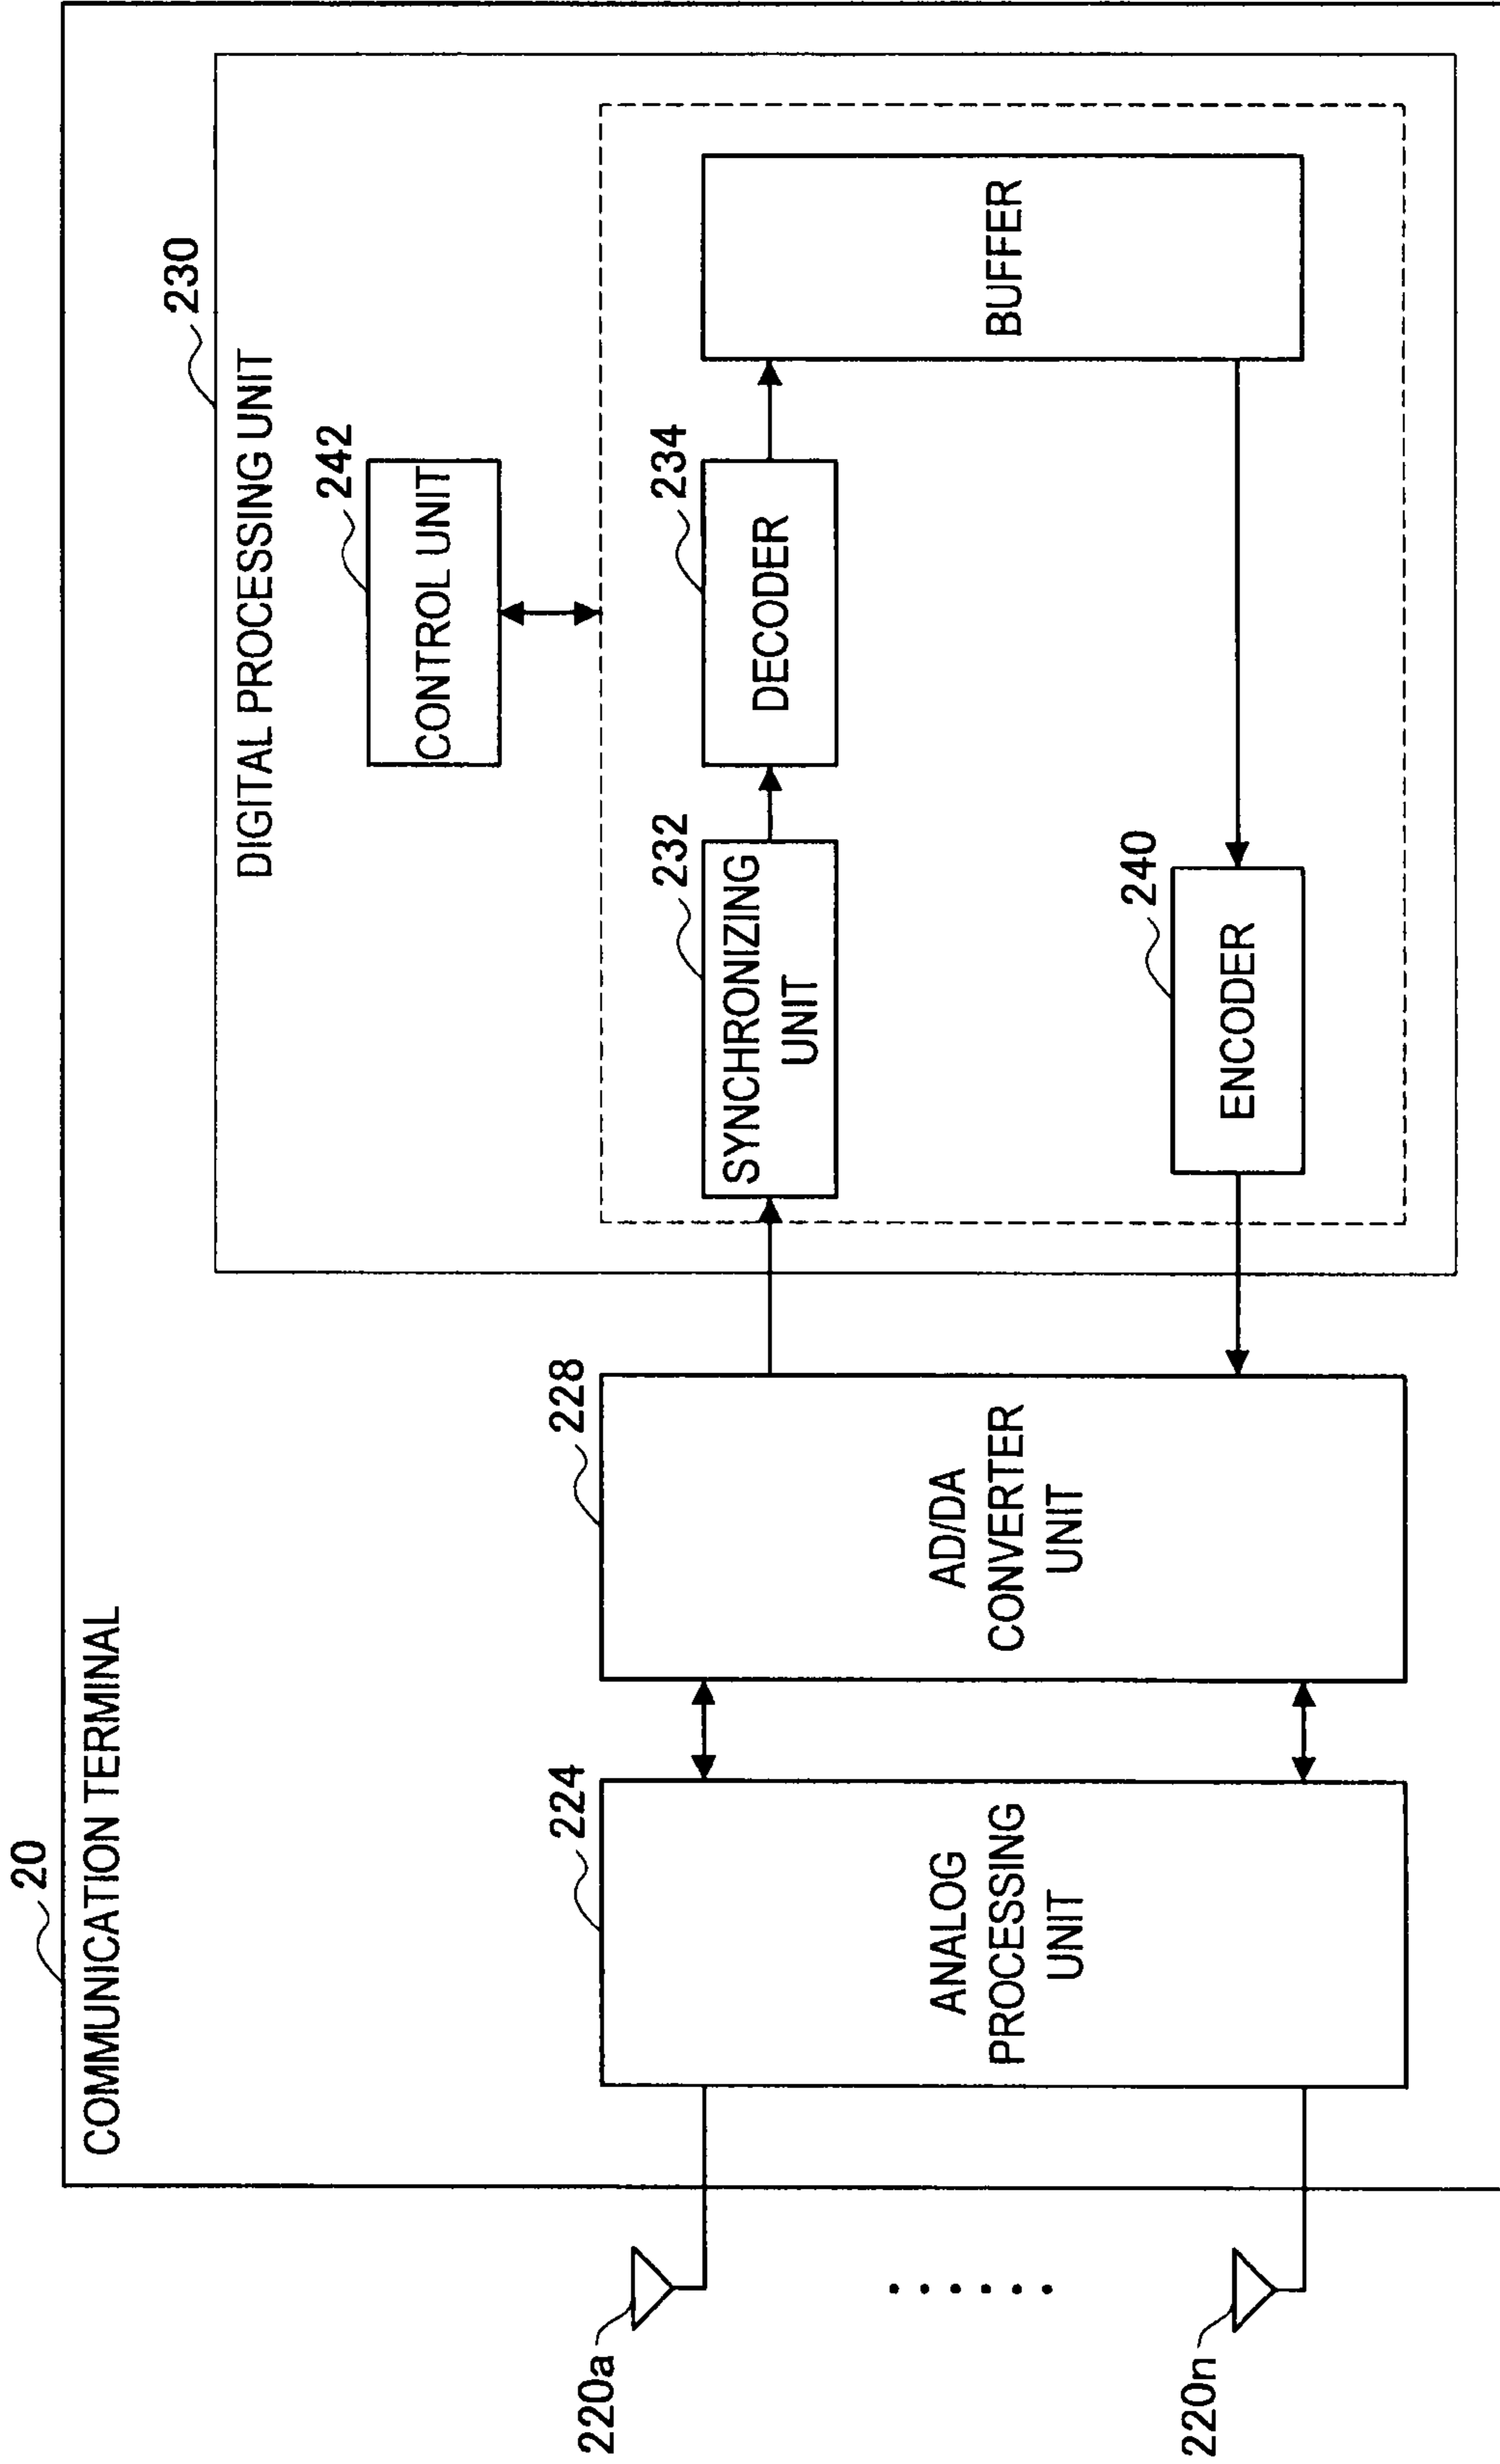 20
COMMUNICATION TERMINAL
230
DIGITAL PROCESSING UNIT
242
CONTROL UNIT
220a
224
ANALOG
PROCESSING
UNIT
228
AD/DA
CONVERTER
UNIT
232
SYNCHRONIZING
UNIT
234
DECODER
BUFFER
220n
240
ENCODER